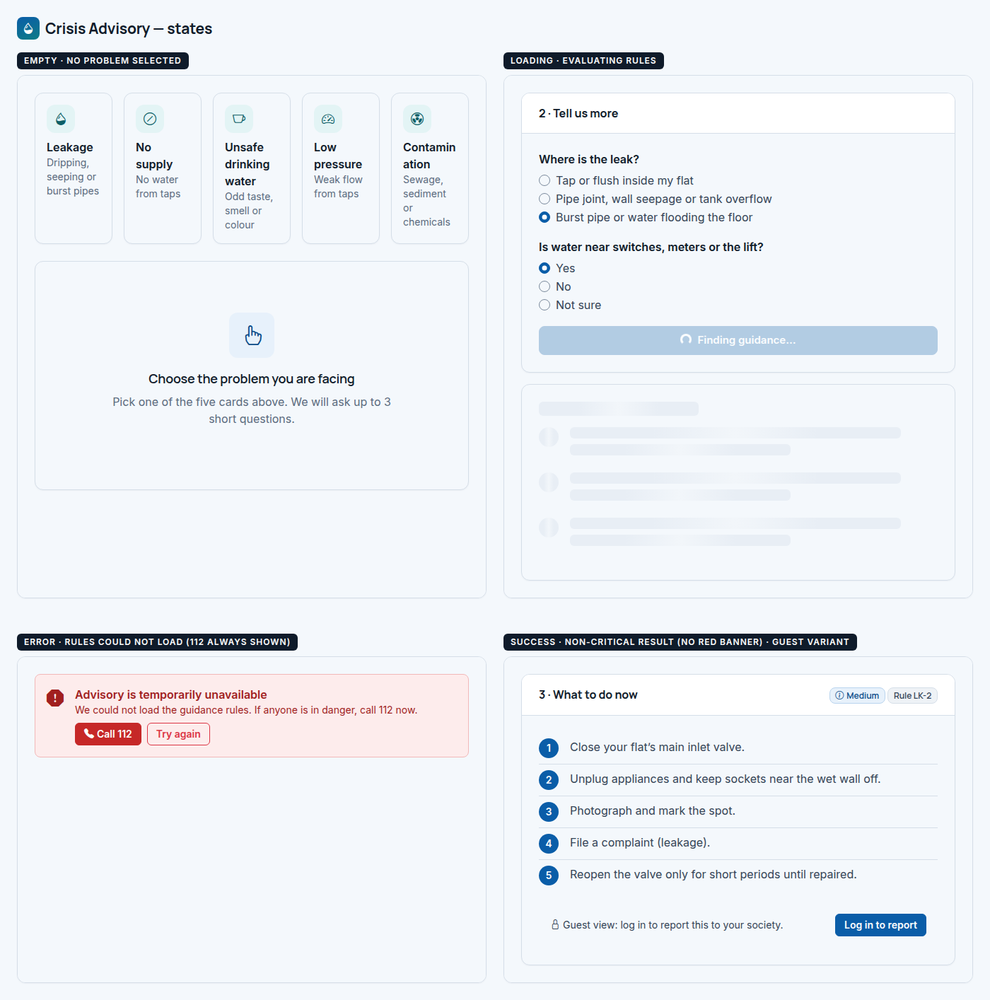 Crisis Advisory – states
EMPTY · NO PROBLEM SELECTED
Leakage
Dripping,
seeping or
burst pipes
No
supply
No water
from taps
Unsafe
drinking
water
Odd taste,
smell or
colour
Low
pressure
Weak flow
from taps
Contamin
ation
Sewage,
sediment
or
chemicals
Choose the problem you are facing
Pick one of the five cards above. We will ask up to 3
short questions.
LOADING · EVALUATING RULES
2 · Tell us more
Where is the leak?
Tap or flush inside my flat
Pipe joint, wall seepage or tank overflow
Burst pipe or water flooding the floor
Is water near switches, meters or the lift?
Yes
No
Not sure
Finding guidance...
ERROR · RULES COULD NOT LOAD (112 ALWAYS SHOWN)
Advisory is temporarily unavailable
We could not load the guidance rules. If anyone is in danger, call 112 now.
Call 112
Try again
SUCCESS · NON-CRITICAL RESULT (NO RED BANNER) · GUEST VARIANT
3 · What to do now
Medium
Rule LK-2
1 Close your flat’s main inlet valve.
2 Unplug appliances and keep sockets near the wet wall off.
3 Photograph and mark the spot.
4 File a complaint (leakage).
5 Reopen the valve only for short periods until repaired.
Guest view: log in to report this to your society.
Log in to report